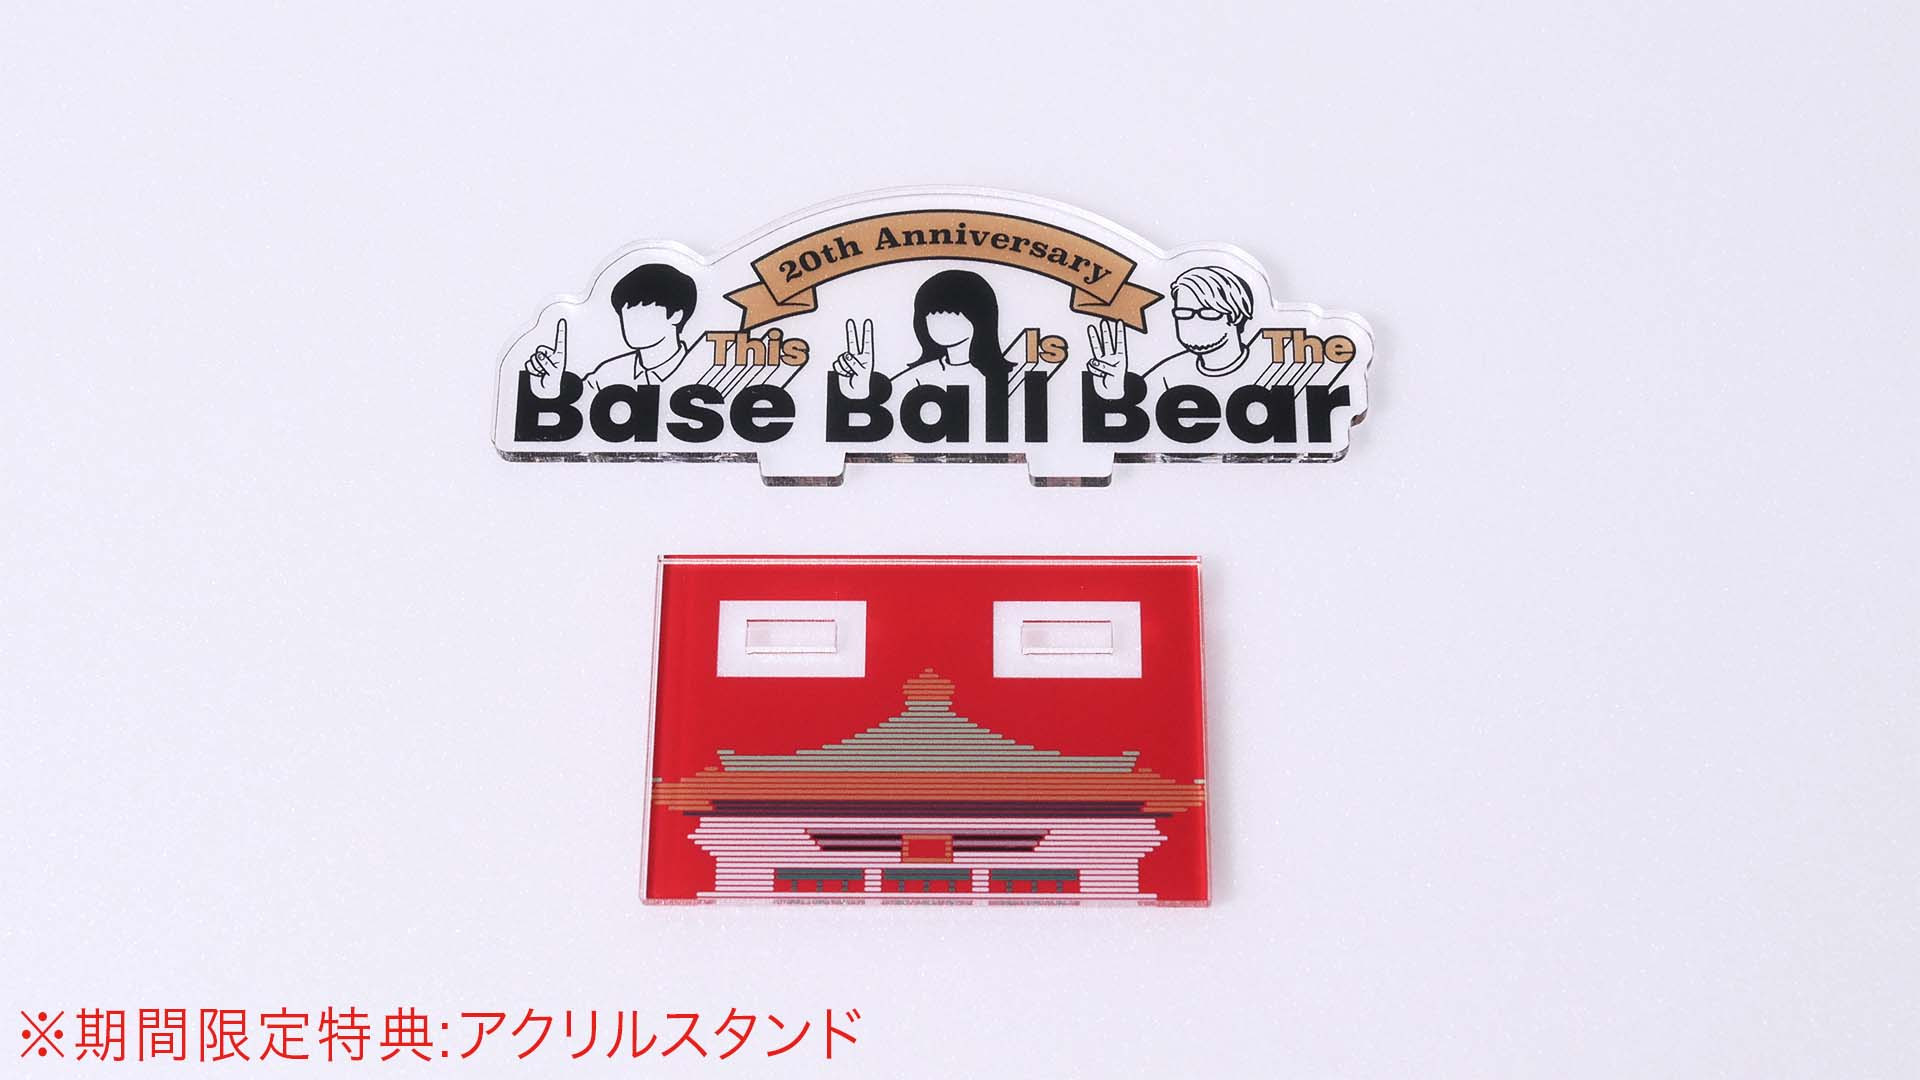 20th Anniversary
This Is The
Base Ball Bear
※期間限定特典:アクリルスタンド